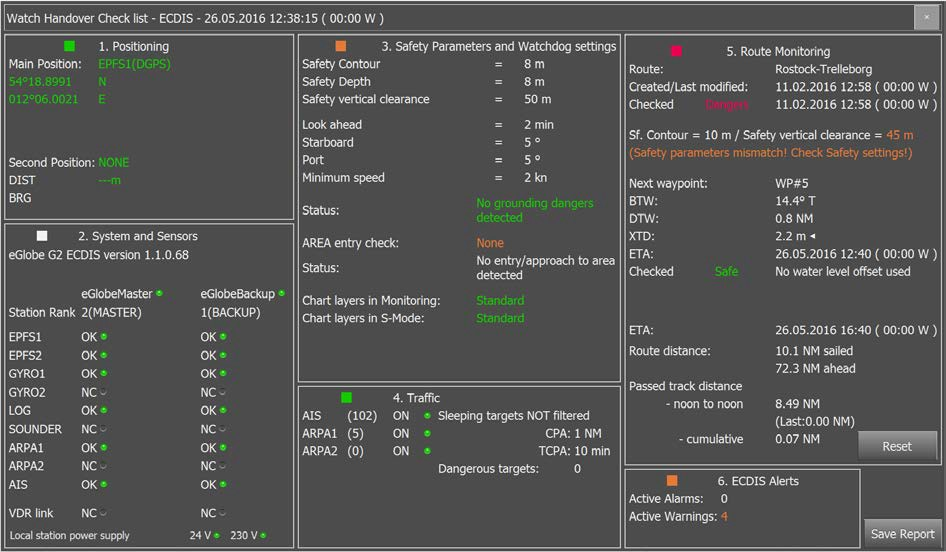 Watch Handover Check list - ECDIS - 26.05.2016 12:38:15 ( 00:00 W )
1. Positioning
Main Position: EPFS1(DGPS)
54°18.8991 N
012°06.0021 E
Second Position: NONE
DIST ---m
BRG
2. System and Sensors
eGlobe G2 ECDIS version 1.1.0.68
eGlobeMaster eGlobeBackup
Station Rank 2(MASTER) 1(BACKUP)
EPFS1 OK OK
EPFS2 OK OK
GYRO1 OK OK
GYRO2 NC NC
LOG OK OK
SOUNDER NC NC
ARPA1 OK OK
ARPA2 NC NC
AIS OK OK
VDR link NC NC
Local station power supply 24 V 230 V
3. Safety Parameters and Watchdog settings
Safety Contour = 8 m
Safety Depth = 8 m
Safety vertical clearance = 50 m
Look ahead = 2 min
Starboard = 5 °
Port = 5 °
Minimum speed = 2 kn
Status: No grounding dangers
detected
AREA entry check: None
Status: No entry/approach to area
detected
Chart layers in Monitoring: Standard
Chart layers in S-Mode: Standard
4. Traffic
AIS (102) ON Sleeping targets NOT filtered
ARPA1 (5) ON CPA: 1 NM
ARPA2 (0) ON TCPA: 10 min
Dangerous targets: 0
5. Route Monitoring
Route: Rostock-Trelleborg
Created/Last modified: 11.02.2016 12:58 ( 00:00 W )
Checked Dangers 11.02.2016 12:58 ( 00:00 W )
Sf. Contour = 10 m / Safety vertical clearance = 45 m
(Safety parameters mismatch! Check Safety settings!)
Next waypoint: WP#5
BTW: 14.4° T
DTW: 0.8 NM
XTD: 2.2 m ◄
ETA: 26.05.2016 12:40 ( 00:00 W )
Checked Safe No water level offset used
ETA: 26.05.2016 16:40 ( 00:00 W )
Route distance: 10.1 NM sailed
72.3 NM ahead
Passed track distance
- noon to noon 8.49 NM
(Last:0.00 NM)
- cumulative 0.07 NM
Reset
6. ECDIS Alerts
Active Alarms: 0
Active Warnings: 4
Save Report